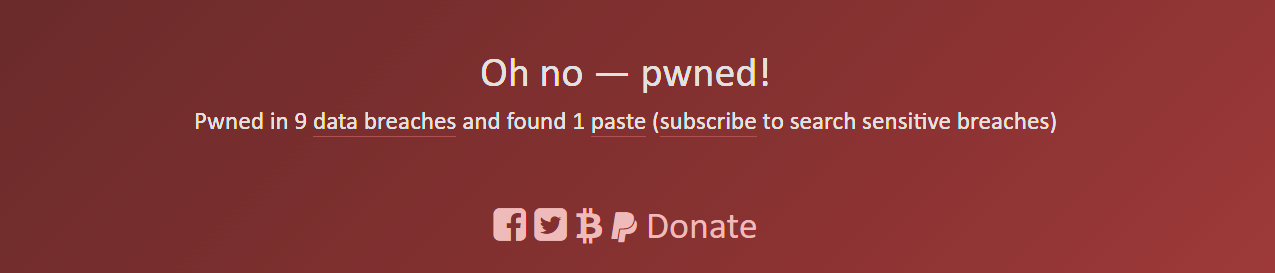 Oh no — pwned!
Pwned in 9 data breaches and found 1 paste (subscribe to search sensitive breaches)
Donate